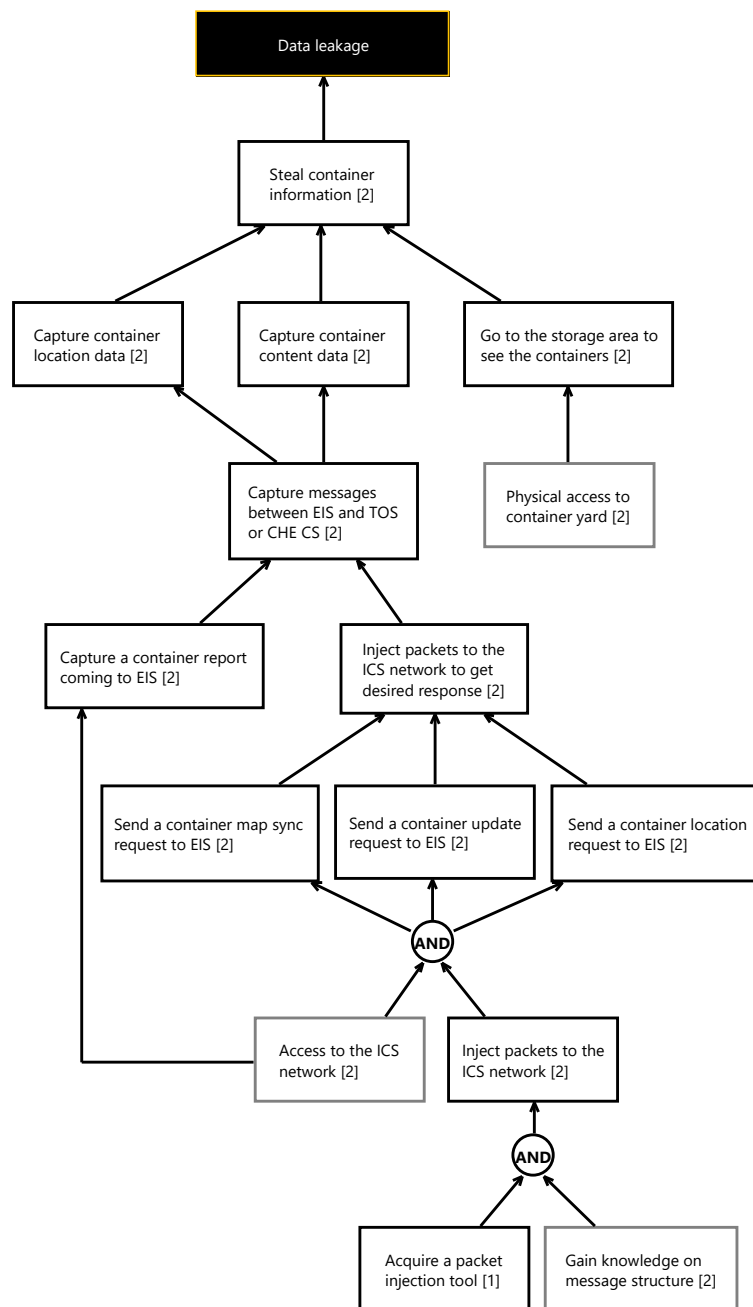 Data leakage
Steal container
information [2]
Capture container
location data [2]
Capture container
content data [2]
Go to the storage area to
see the containers [2]
Capture messages
between EIS and TOS
or CHE CS [2]
Physical access to
container yard [2]
Capture a container report
coming to EIS [2]
Inject packets to the
ICS network to get
desired response [2]
Send a container map sync
request to EIS [2]
Send a container update
request to EIS [2]
Send a container location
request to EIS [2]
AND
Access to the ICS
network [2]
Inject packets to the
ICS network [2]
AND
Acquire a packet
injection tool [1]
Gain knowledge on
message structure [2]